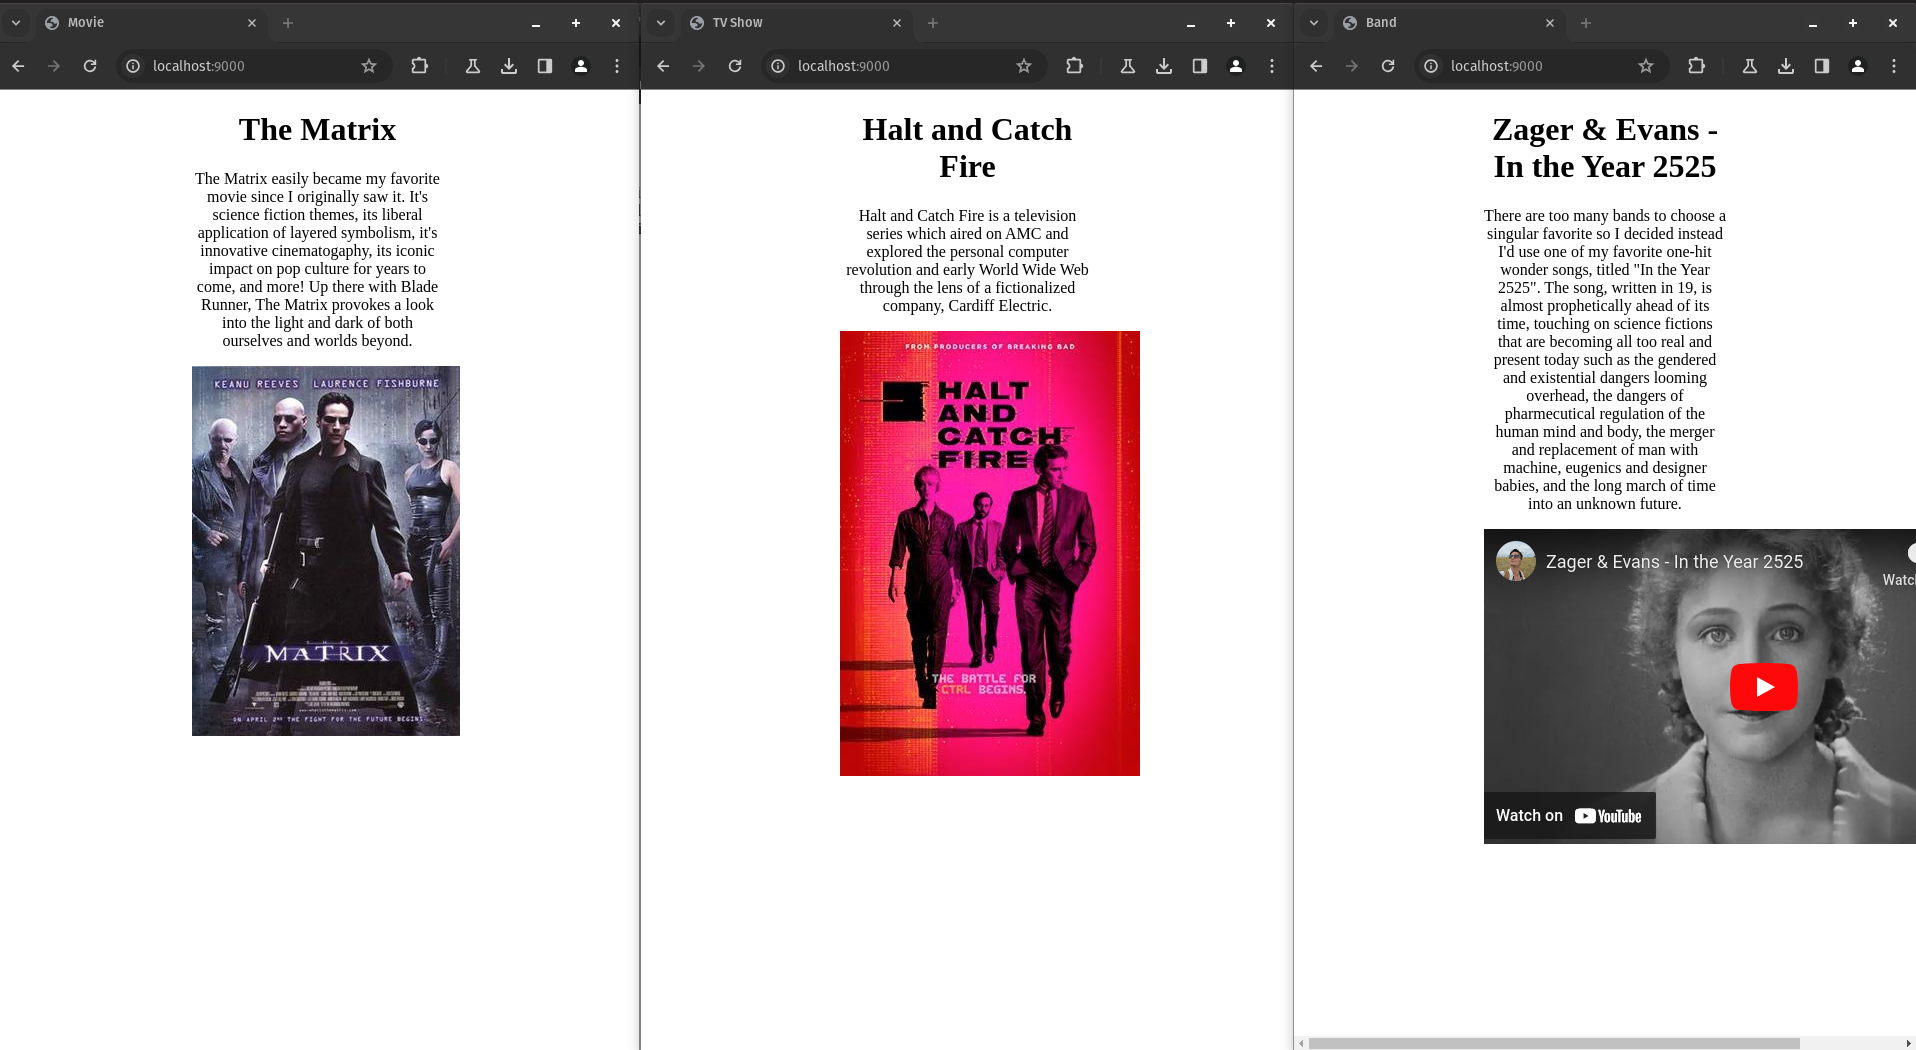 Movie
localhost:9000
The Matrix
The Matrix easily became my favorite
movie since I originally saw it. It's
science fiction themes, its liberal
application of layered symbolism, it's
innovative cinematogaphy, its iconic
impact on pop culture for years to
come, and more! Up there with Blade
Runner, The Matrix provokes a look
into the light and dark of both
ourselves and worlds beyond.
KEANU REEVES LAURENCE FISHBURNE
THE
MATRIX
ON APRIL 2ND THE FIGHT FOR THE FUTURE BEGINS.
TV Show
localhost:9000
Halt and Catch
Fire
Halt and Catch Fire is a television
series which aired on AMC and
explored the personal computer
revolution and early World Wide Web
through the lens of a fictionalized
company, Cardiff Electric.
FROM PRODUCERS OF BREAKING BAD
HALT
AND
CATCH
FIRE
THE BATTLE FOR
CTRL BEGINS.
Band
localhost:9000
Zager & Evans -
In the Year 2525
There are too many bands to choose a
singular favorite so I decided instead
I'd use one of my favorite one-hit
wonder songs, titled "In the Year
2525". The song, written in 19, is
almost prophetically ahead of its
time, touching on science fictions
that are becoming all too real and
present today such as the gendered
and existential dangers looming
overhead, the dangers of
pharmecutical regulation of the
human mind and body, the merger
and replacement of man with
machine, eugenics and designer
babies, and the long march of time
into an unknown future.
Zager & Evans - In the Year 2525
Watc
Watch on YouTube